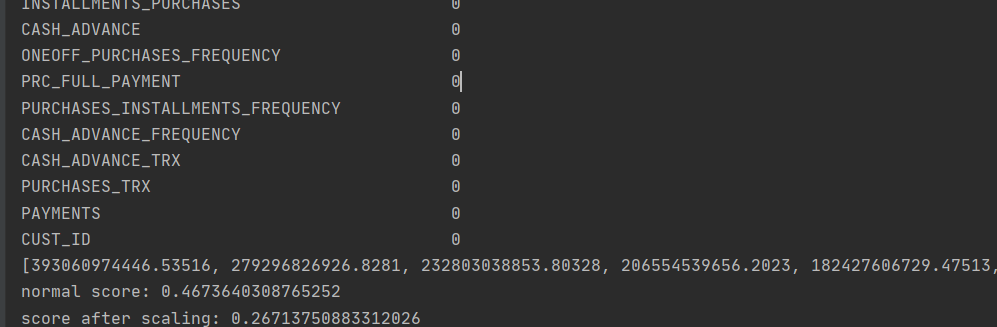 INSTALLMENTS_PURCHASES 0
CASH_ADVANCE 0
ONEOFF_PURCHASES_FREQUENCY 0
PRC_FULL_PAYMENT 0
PURCHASES_INSTALLMENTS_FREQUENCY 0
CASH_ADVANCE_FREQUENCY 0
CASH_ADVANCE_TRX 0
PURCHASES_TRX 0
PAYMENTS 0
CUST_ID 0
[393060974446.53516, 279296826926.8281, 232803038853.80328, 206554539656.2023, 182427606729.47513,
normal score: 0.4673640308765252
score after scaling: 0.26713750883312026